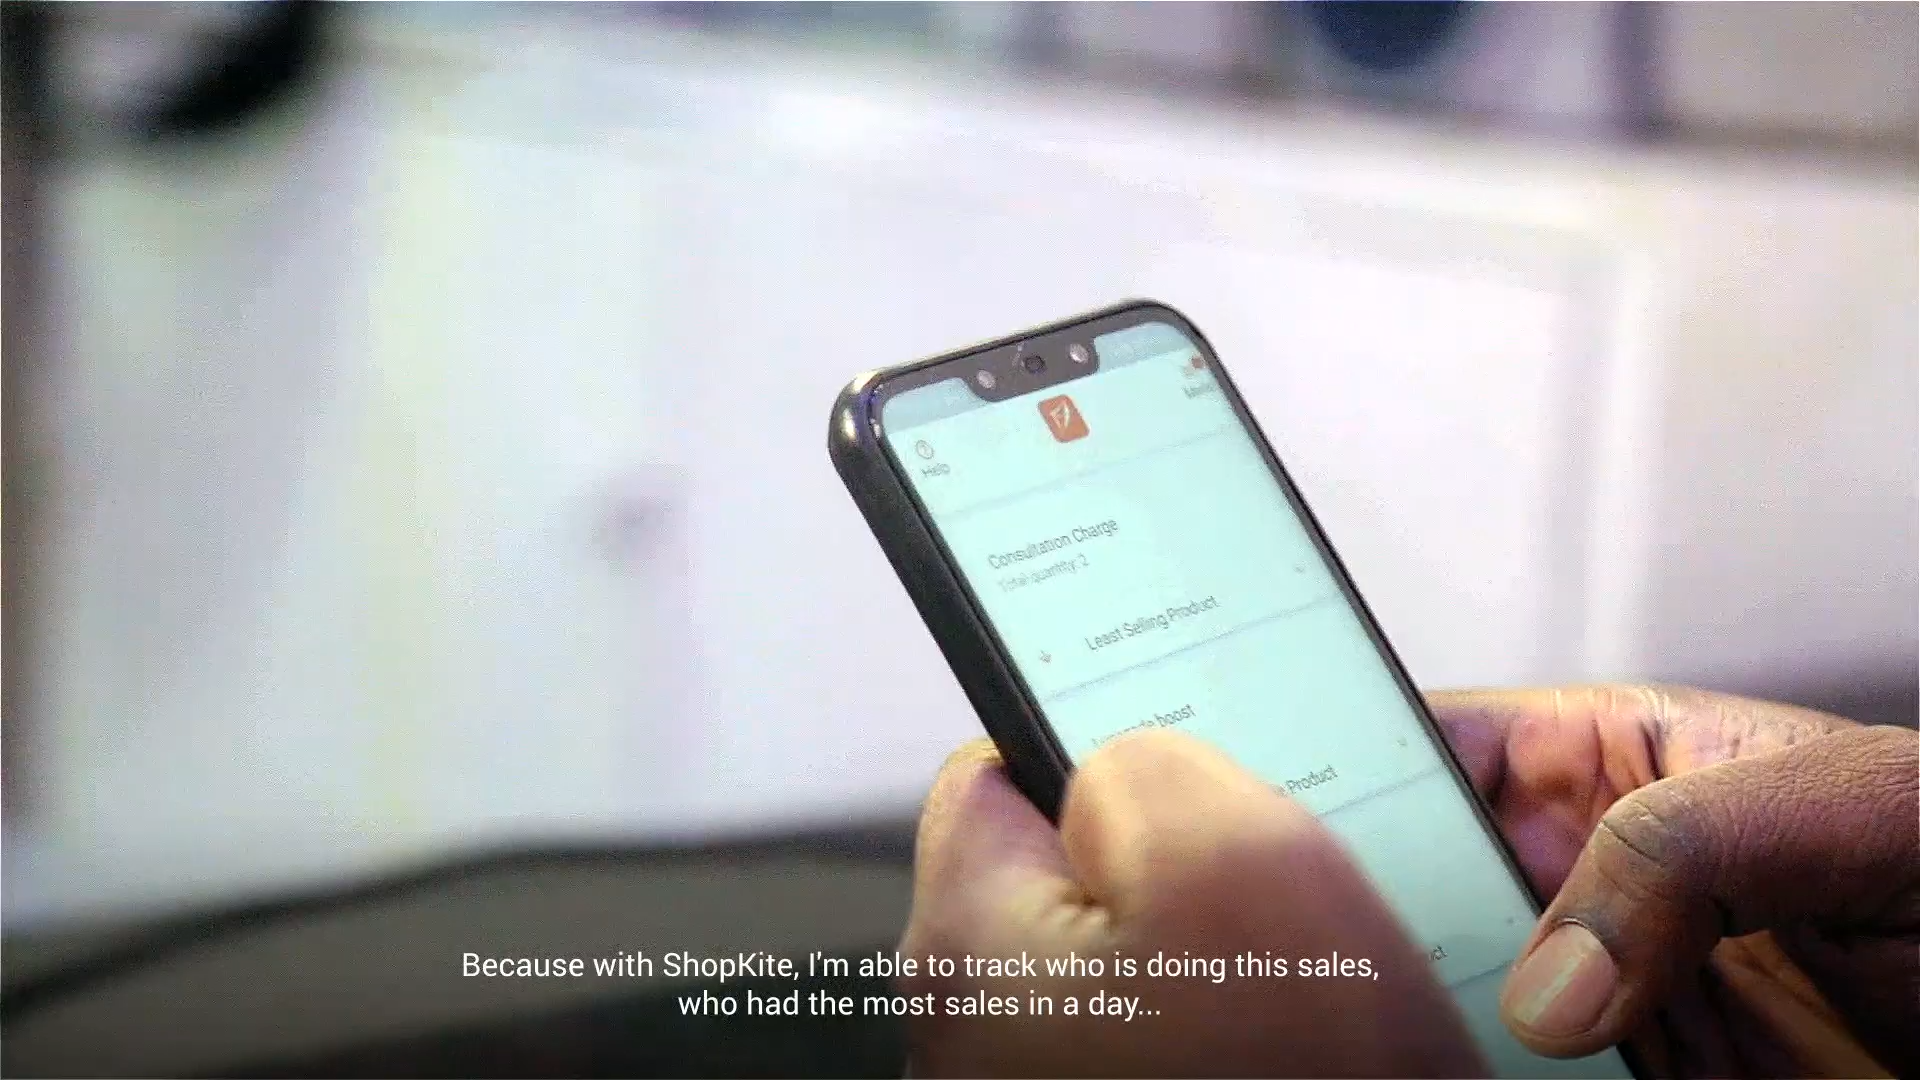 Help
Consultation Charge
Total quantity: 2
Least Selling Product
boost
Product
Because with ShopKite, I'm able to track who is doing this sales,
who had the most sales in a day...